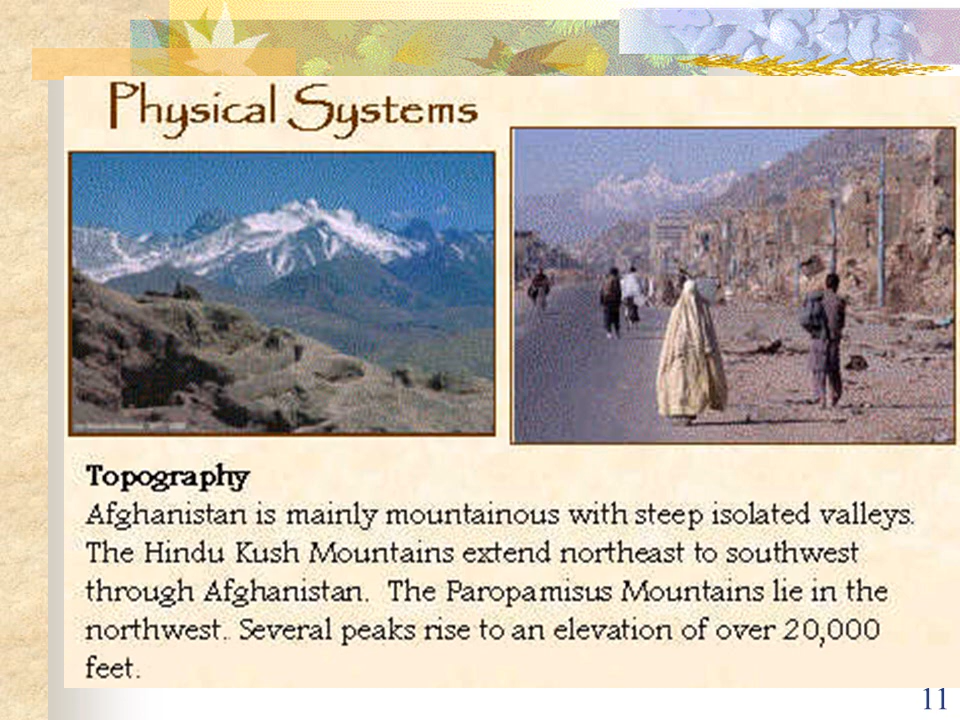 Physical Systems
Topography
Afghanistan is mainly mountainous with steep isolated valleys.
The Hindu Kush Mountains extend northeast to southwest
through Afghanistan. The Paropamisus Mountains lie in the
northwest. Several peaks rise to an elevation of over 20,000
feet.
11